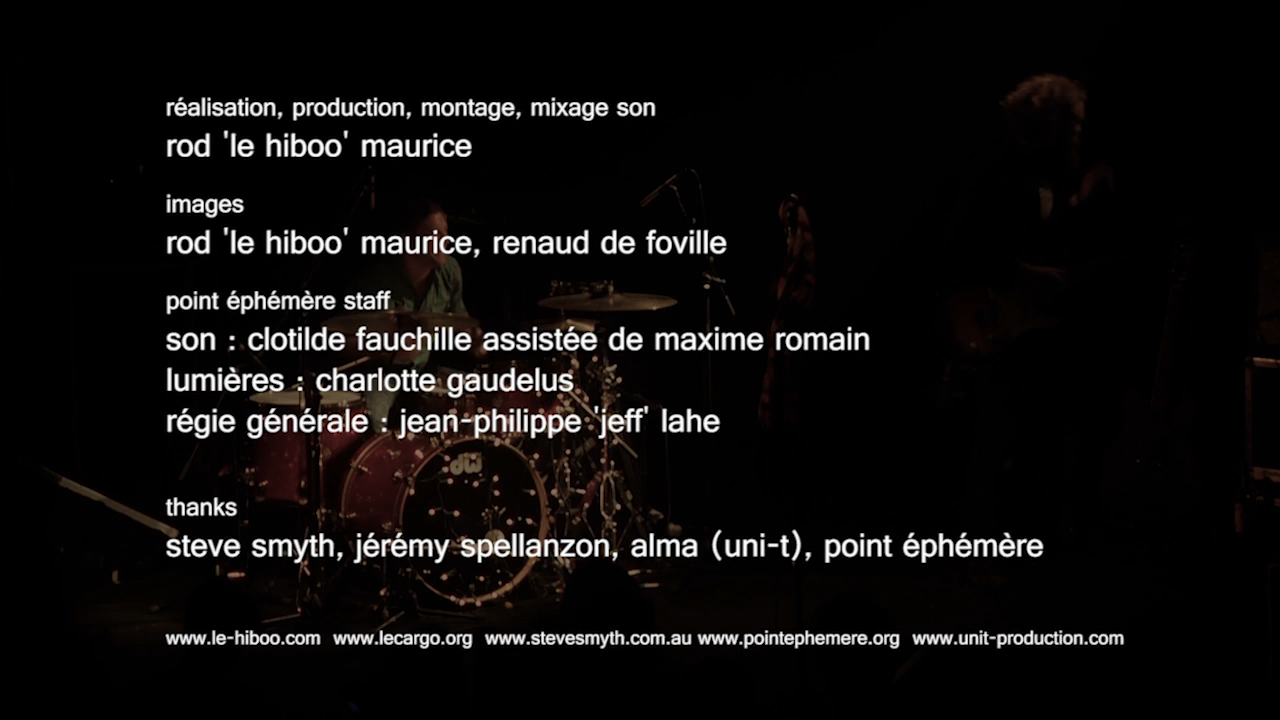 réalisation, production, montage, mixage son
rod 'le hiboo' maurice
images
rod 'le hiboo' maurice, renaud de foville
point éphémère staff
son : clotilde fauchille assistée de maxime romain
lumières : charlotte gaudelus
régie générale : jean-philippe 'jeff' lahe
dw
thanks
steve smyth, jérémy spellanzon, alma (uni-t), point éphémère
www.le-hiboo.com www.lecargo.org www.stevesmyth.com.au www.pointephemere.org www.unit-production.com